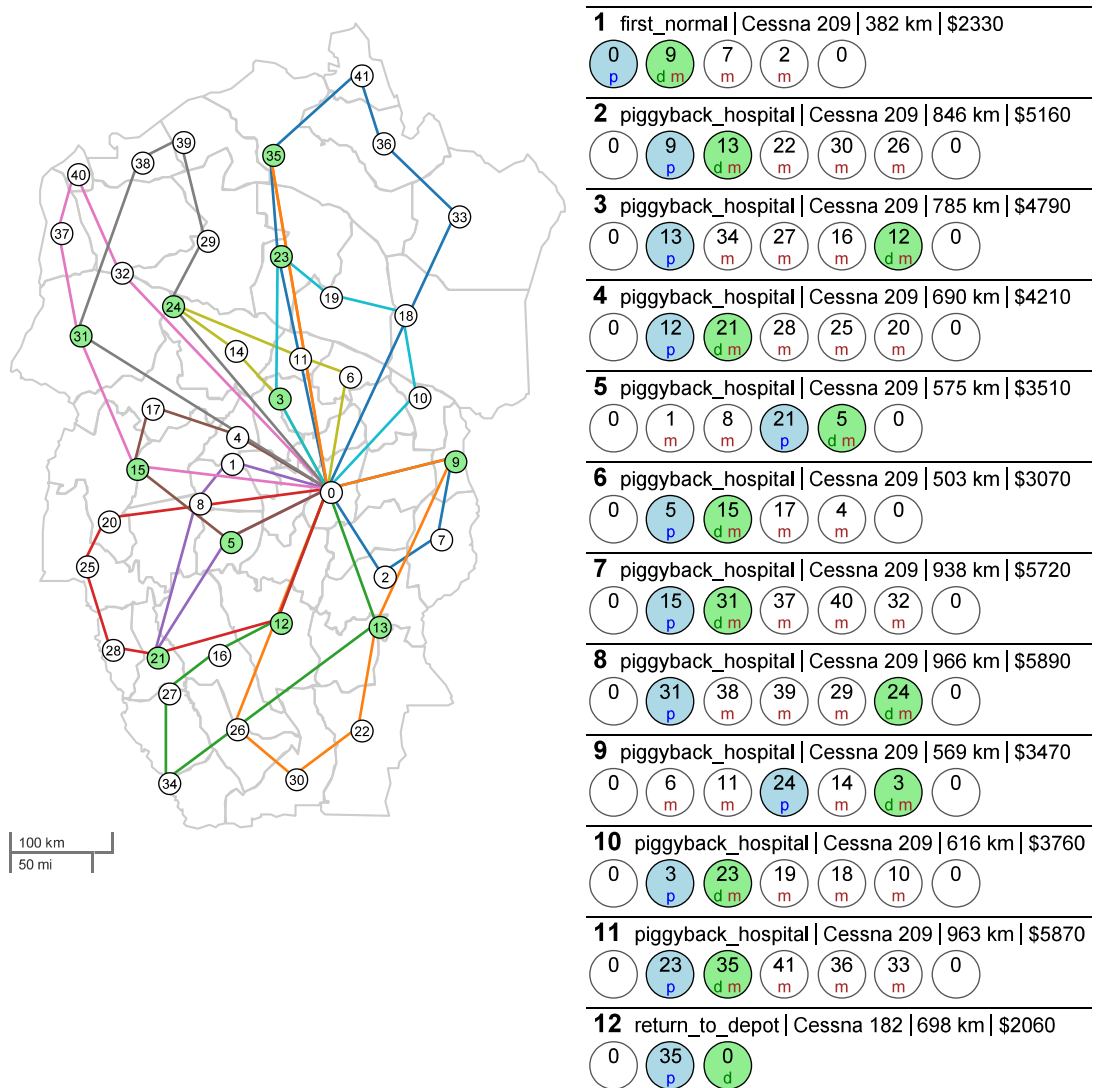 41
39
36
35
38
40
33
37
29
23
32
19
24
18
31
11
14
6
10
3
17
4
9
15
1
0
8
20
7
5
25
2
12
13
28
16
21
27
26
22
30
34
100 km
50 mi
1 first_normal | Cessna 209 | 382 km | $2330
0 9 7 2 0
p d m m m
2 piggyback_hospital | Cessna 209 | 846 km | $5160
0 9 13 22 30 26 0
p d m m m m
3 piggyback_hospital | Cessna 209 | 785 km | $4790
0 13 34 27 16 12 0
p m m m d m
4 piggyback_hospital | Cessna 209 | 690 km | $4210
0 12 21 28 25 20 0
p d m m m m
5 piggyback_hospital | Cessna 209 | 575 km | $3510
0 1 8 21 5 0
m m p d m
6 piggyback_hospital | Cessna 209 | 503 km | $3070
0 5 15 17 4 0
p d m m m
7 piggyback_hospital | Cessna 209 | 938 km | $5720
0 15 31 37 40 32 0
p d m m m m
8 piggyback_hospital | Cessna 209 | 966 km | $5890
0 31 38 39 29 24 0
p m m m d m
9 piggyback_hospital | Cessna 209 | 569 km | $3470
0 6 11 24 14 3 0
m m p m d m
10 piggyback_hospital | Cessna 209 | 616 km | $3760
0 3 23 19 18 10 0
p d m m m m
11 piggyback_hospital | Cessna 209 | 963 km | $5870
0 23 35 41 36 33 0
p d m m m m
12 return_to_depot | Cessna 182 | 698 km | $2060
0 35 0
p d